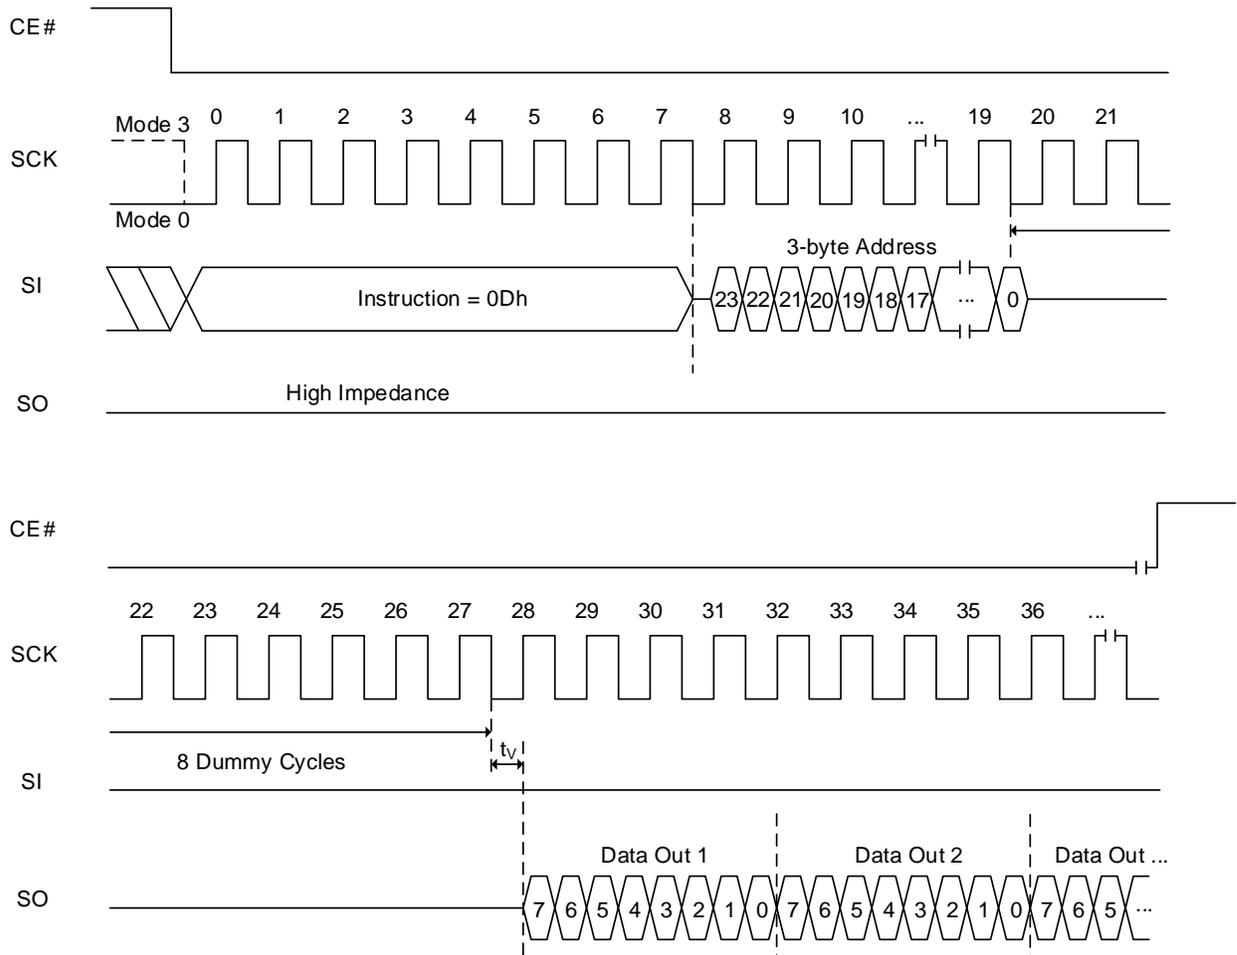 CE#
Mode 3 0 1 2 3 4 5 6 7 8 9 10 ... 19 20 21
SCK
Mode 0
3-byte Address
SI
Instruction = 0Dh 23 22 21 20 19 18 17 ... 0
High Impedance
SO
CE#
22 23 24 25 26 27 28 29 30 31 32 33 34 35 36 ...
SCK
tV
8 Dummy Cycles
SI
Data Out 1 Data Out 2 Data Out ...
SO
7 6 5 4 3 2 1 0 7 6 5 4 3 2 1 0 7 6 5 ...